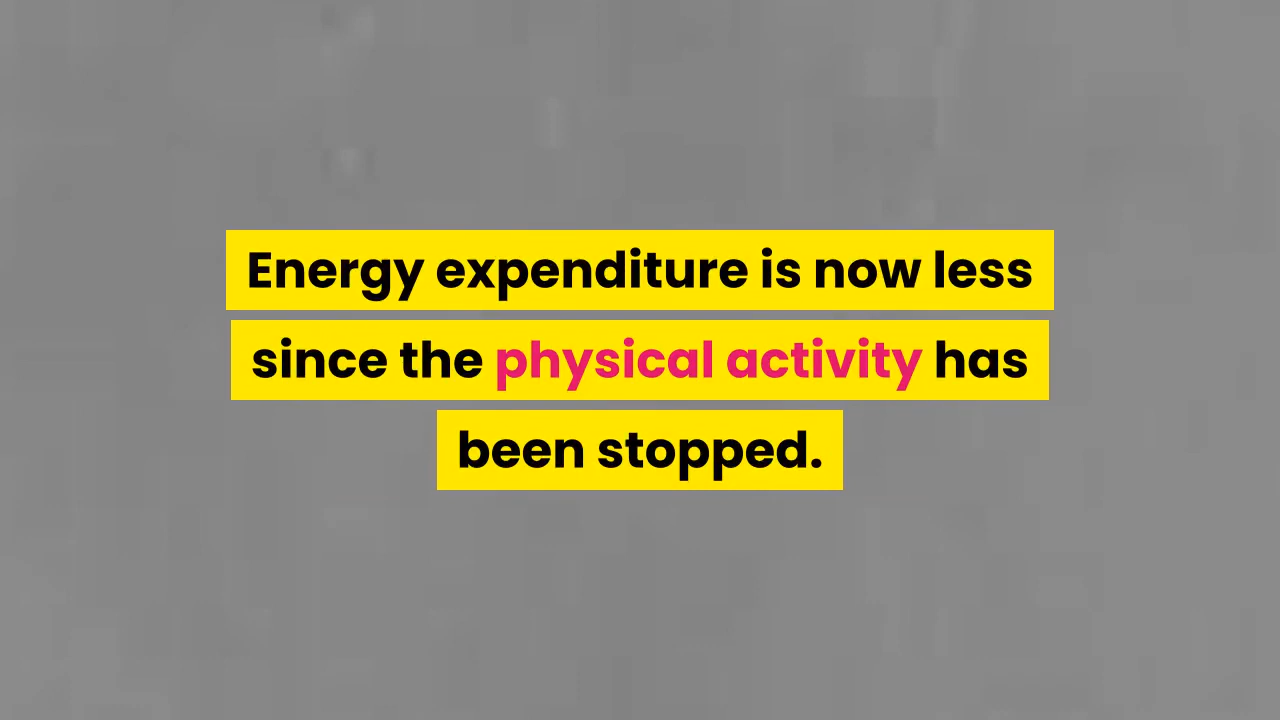 Energy expenditure is now less
since the physical activity has
been stopped.